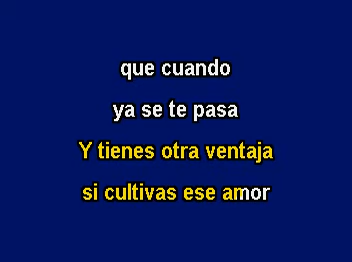 que cuando
ya se te pasa
Y tienes otra ventaja
si cultivas ese amor